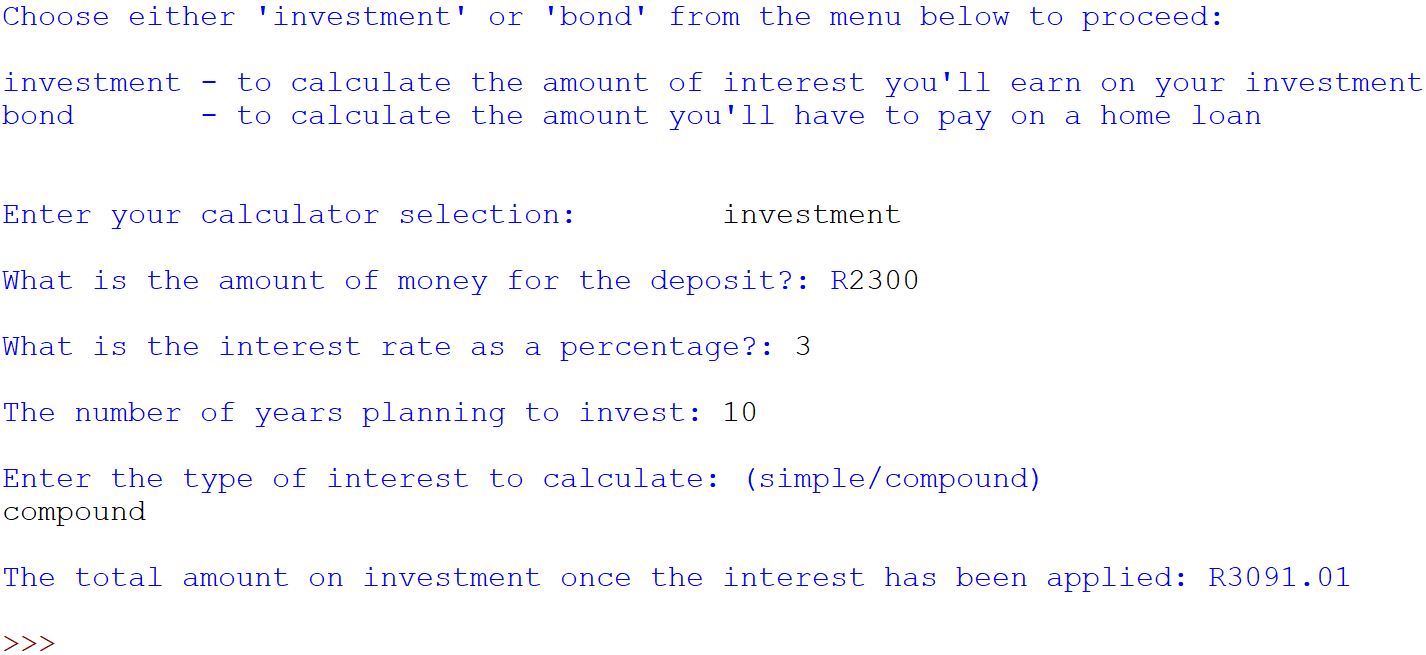 Choose either 'investment' or 'bond' from the menu below to proceed:
investment - to calculate the amount of interest you'll earn on your investment
bond       - to calculate the amount you'll have to pay on a home loan
Enter your calculator selection:        investment
What is the amount of money for the deposit?: R2300
What is the interest rate as a percentage?: 3
The number of years planning to invest: 10
Enter the type of interest to calculate: (simple/compound)
compound
The total amount on investment once the interest has been applied: R3091.01
>>>